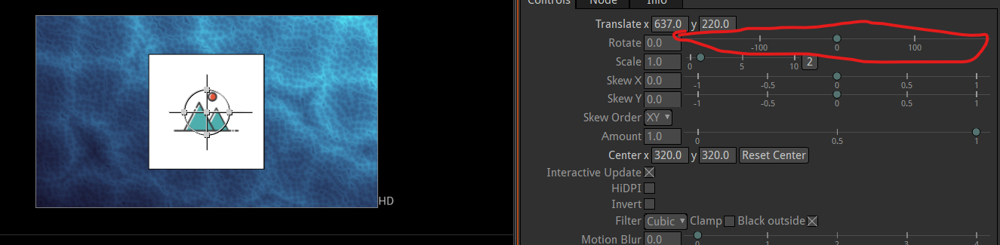 Controls Node Info
HD
Translate x 637.0 y 220.0
Rotate 0.0 -100 0 100
Scale 1.0 0 5 10 2
Skew X 0.0 -1 -0.5 0 0.5 1
Skew Y 0.0 -1 -0.5 0 0.5 1
Skew Order XY
Amount 1.0 0 0.5 1
Center x 320.0 y 320.0 Reset Center
Interactive Update
HiDPI
Invert
Filter Cubic Clamp Black outside
Motion Blur 0.0 0 1 2 3 4